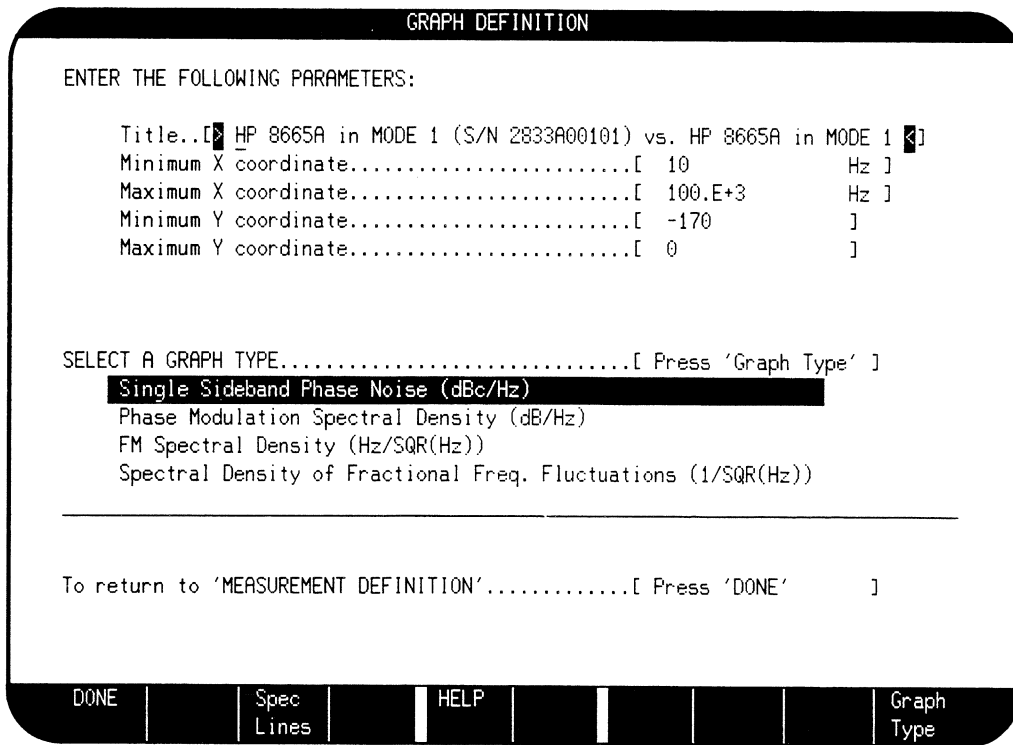 GRAPH DEFINITION
ENTER THE FOLLOWING PARAMETERS:
Title..[> HP 8665A in MODE 1 (S/N 2833A00101) vs. HP 8665A in MODE 1 <]
Minimum X coordinate.........................[ 10 Hz ]
Maximum X coordinate.........................[ 100.E+3 Hz ]
Minimum Y coordinate.........................[ -170 ]
Maximum Y coordinate.........................[ 0 ]
SELECT A GRAPH TYPE...............................[ Press 'Graph Type' ]
Single Sideband Phase Noise (dBc/Hz)
Phase Modulation Spectral Density (dB/Hz)
FM Spectral Density (Hz/SQR(Hz))
Spectral Density of Fractional Freq. Fluctuations (1/SQR(Hz))
To return to 'MEASUREMENT DEFINITION'.............[ Press 'DONE' ]
DONE Spec Lines HELP Graph Type